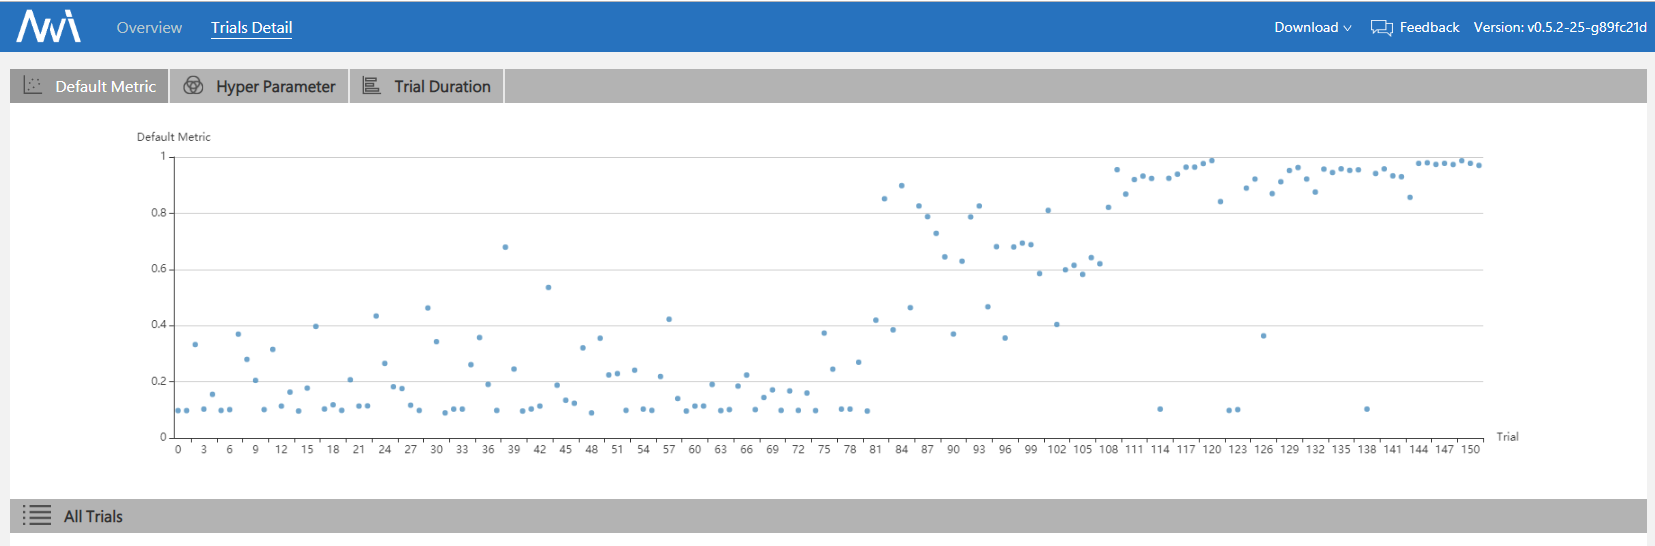 NNI Overview Trials Detail Download Feedback Version: v0.5.2-25-g89fc21d
Default Metric Hyper Parameter Trial Duration
Default Metric
1
0.8
0.6
0.4
0.2
0
0 3 6 9 12 15 18 21 24 27 30 33 36 39 42 45 48 51 54 57 60 63 66 69 72 75 78 81 84 87 90 93 96 99 102 105 108 111 114 117 120 123 126 129 132 135 138 141 144 147 150
Trial
All Trials